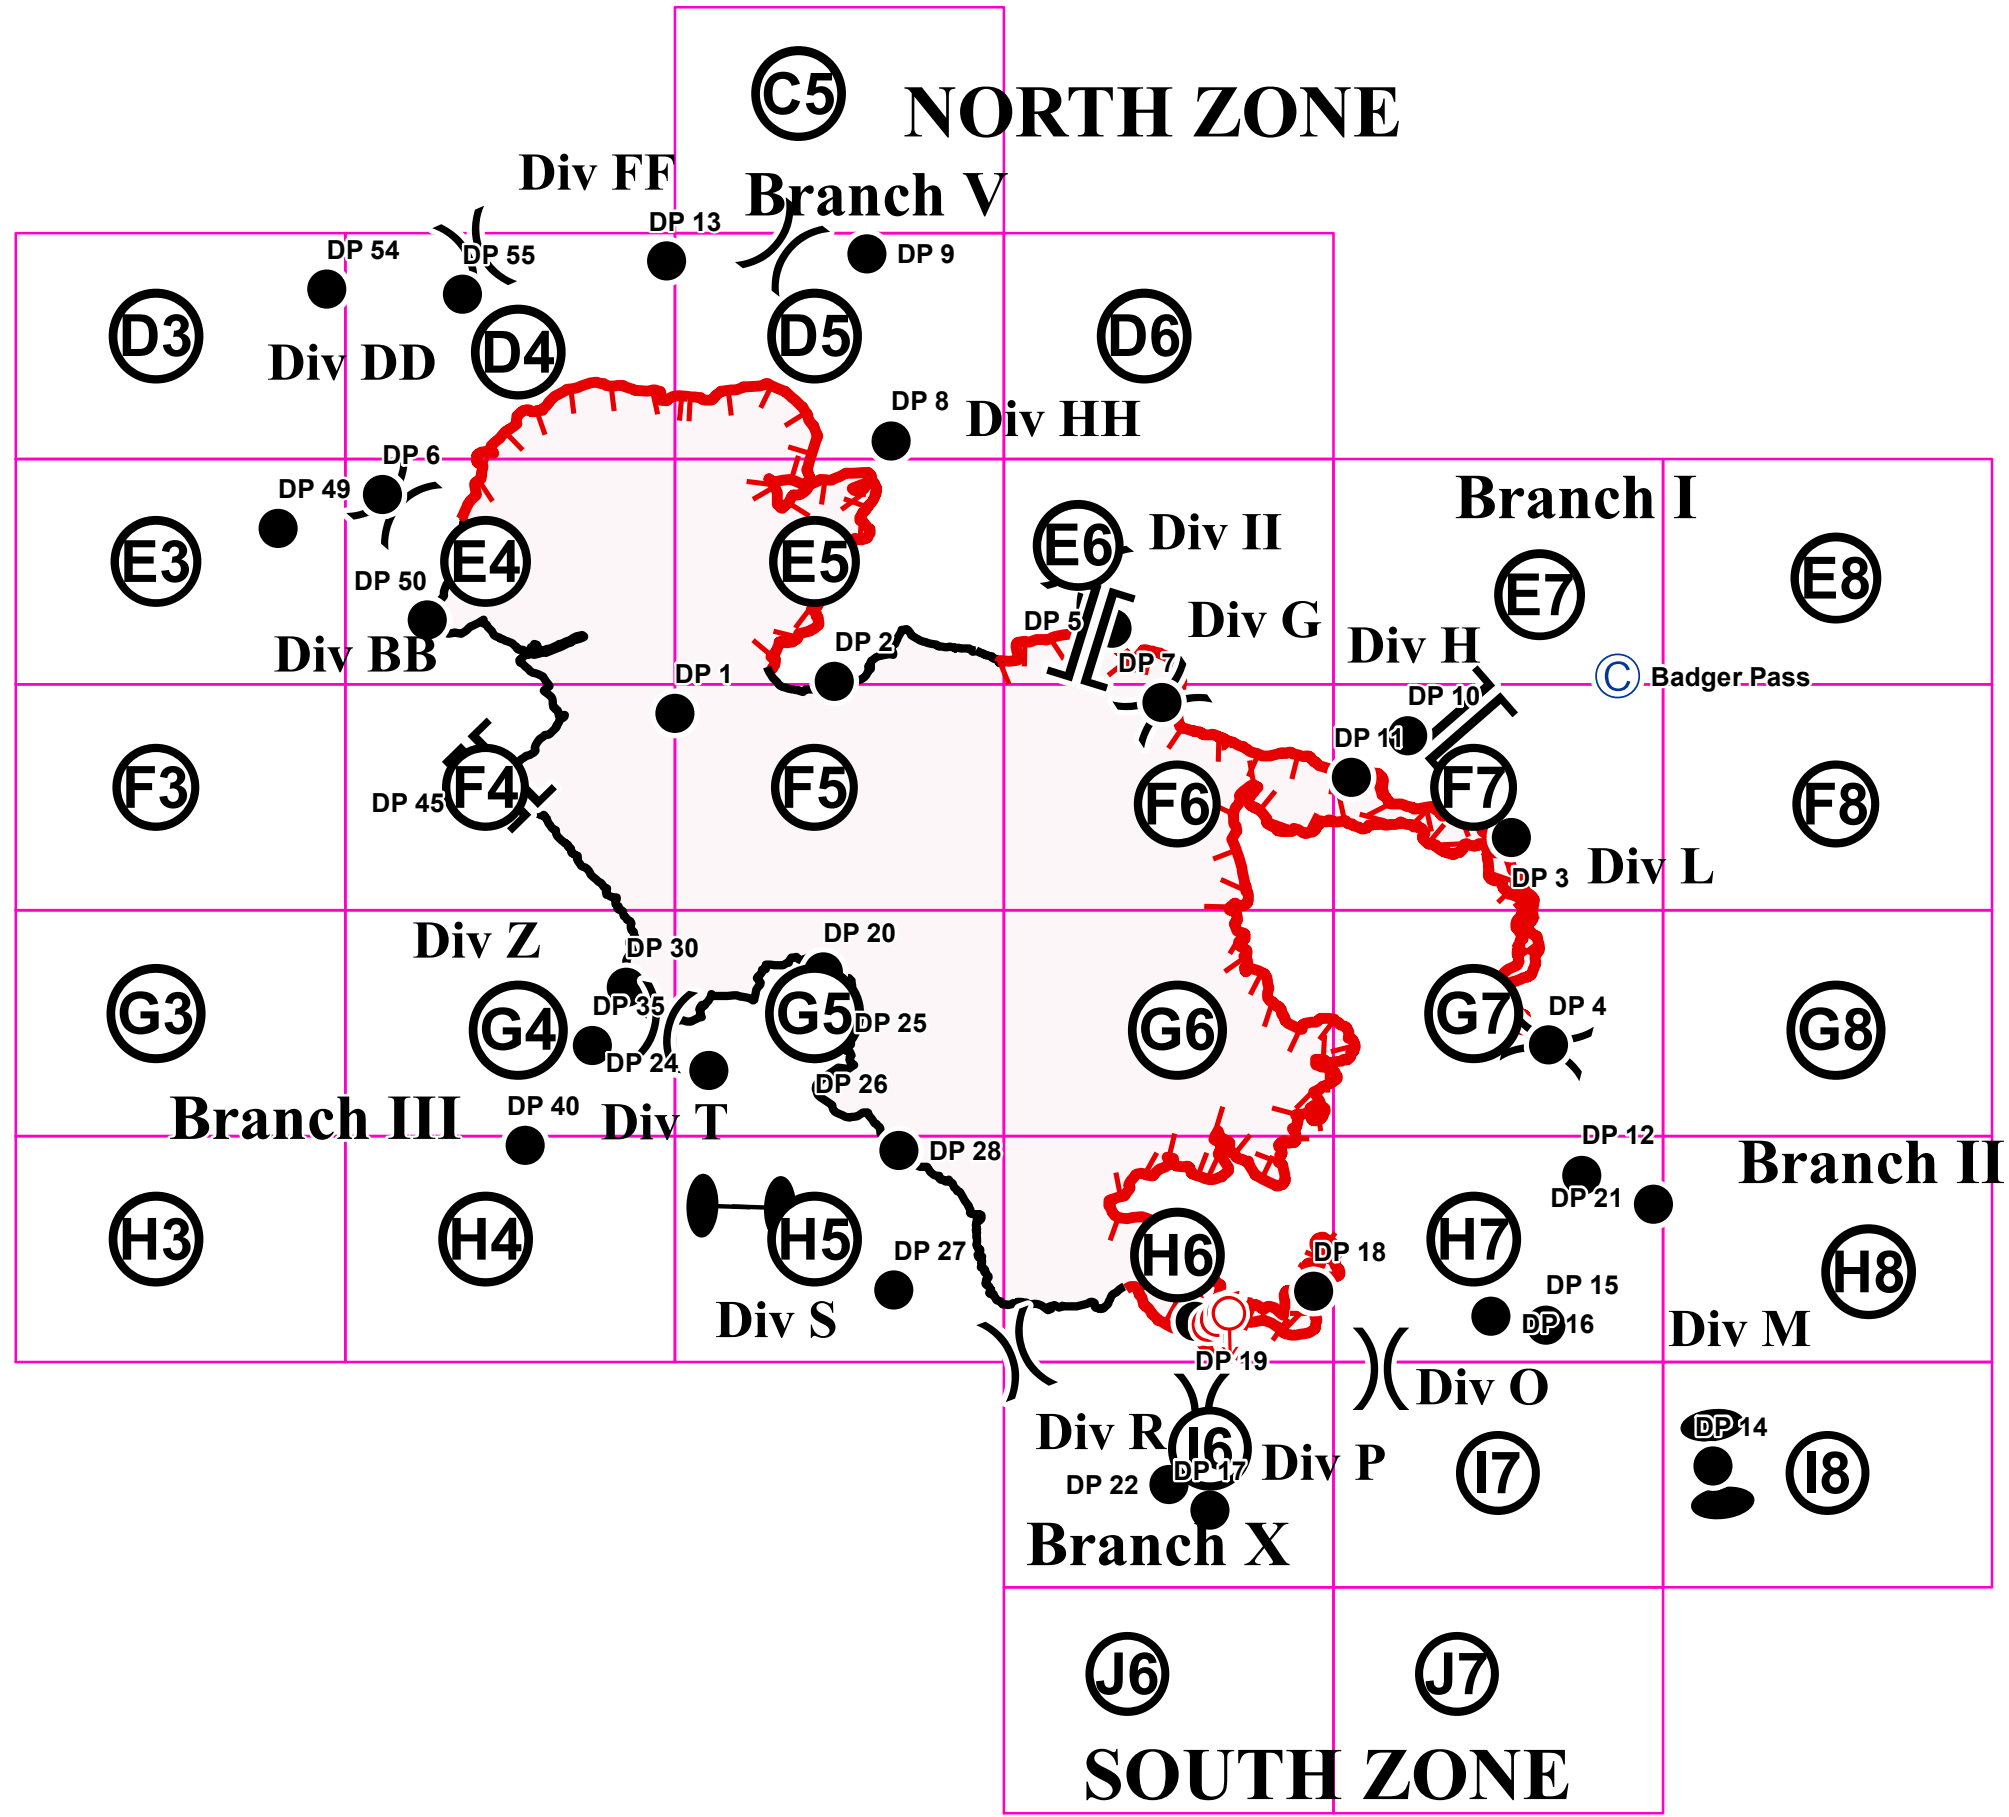 C5
NORTH ZONE
Div FF
Branch V
DP 13
DP 54
DP 55
DP 9
D3
D4
D5
D6
Div DD
DP 8
Div HH
DP 6
DP 49
Branch I
E3
E4
E5
E6
Div II
E7
E8
DP 50
DP 5
Div G
DP 2
Div BB
Div H
DP 1
DP 7
Badger Pass
C
DP 10
DP 11
F3
F4
F5
F6
F7
F8
DP 45
Div L
DP 3
Div Z
DP 30
DP 20
DP 35
DP 25
DP 4
G3
G4
G5
G6
G7
G8
DP 24
DP 26
Branch III
DP 40
Div T
DP 28
DP 12
Branch II
DP 21
H3
H4
H5
H6
H7
H8
DP 27
DP 18
DP 15
Div S
DP 16
Div M
DP 19
Div O
Div R
I6
Div P
DP 14
DP 22
DP 17
I7
I8
Branch X
J6
J7
SOUTH ZONE